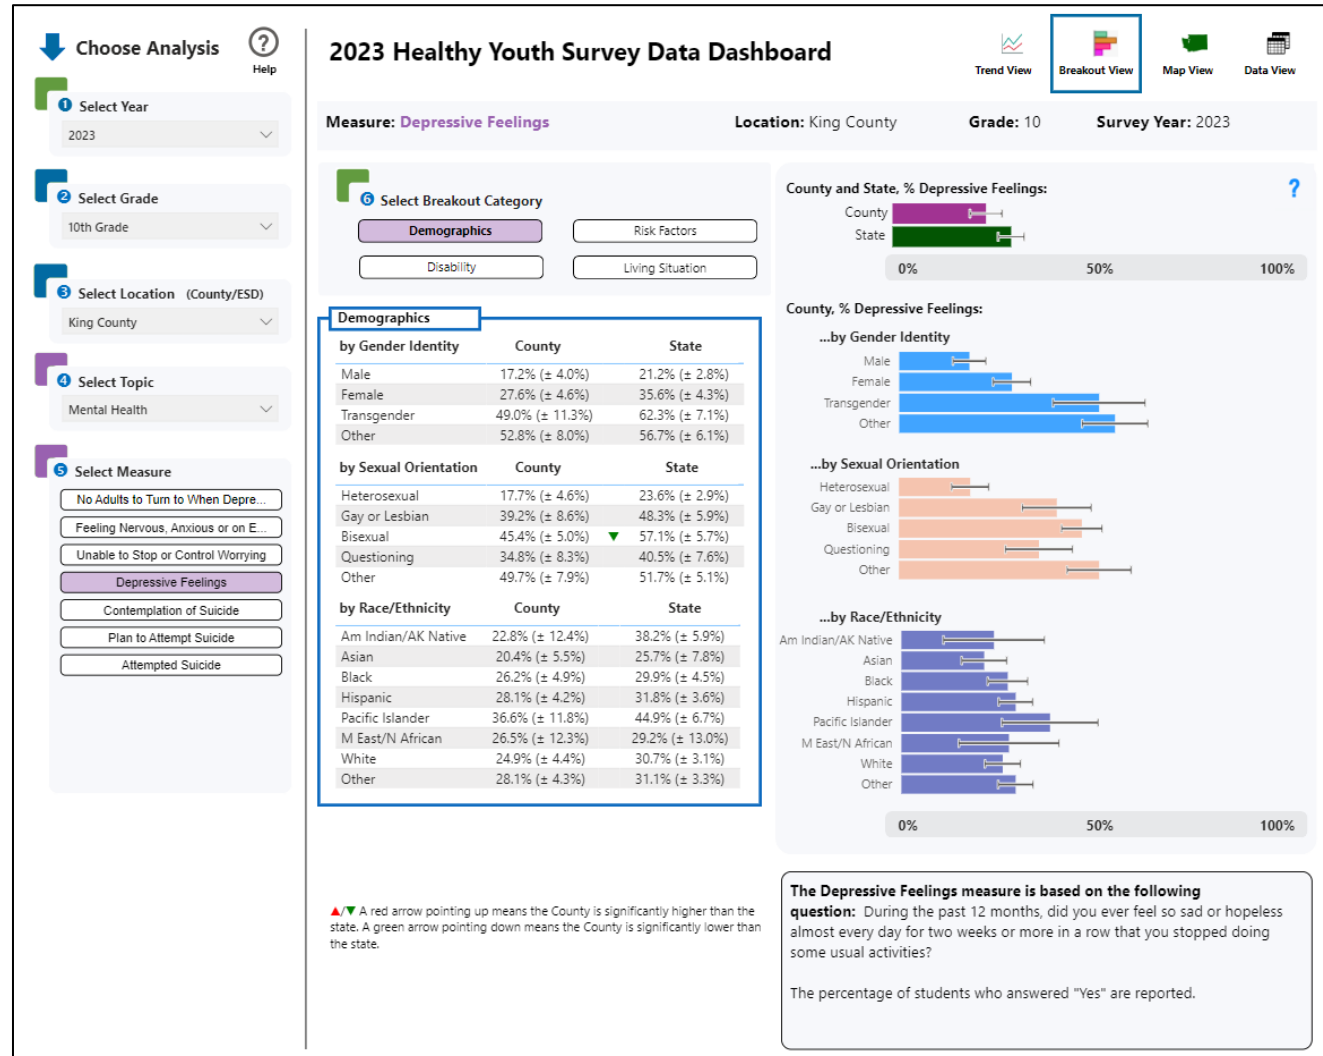 Choose Analysis
Help
1 Select Year
2023
2 Select Grade
10th Grade
3 Select Location (County/ESD)
King County
4 Select Topic
Mental Health
5 Select Measure
No Adults to Turn to When Depre...
Feeling Nervous, Anxious or on E...
Unable to Stop or Control Worrying
Depressive Feelings
Contemplation of Suicide
Plan to Attempt Suicide
Attempted Suicide
2023 Healthy Youth Survey Data Dashboard
Trend View
Breakout View
Map View
Data View
Measure: Depressive Feelings Location: King County Grade: 10 Survey Year: 2023
6 Select Breakout Category
Demographics Risk Factors
Disability Living Situation
Demographics
by Gender Identity County State
Male 17.2% (± 4.0%) 21.2% (± 2.8%)
Female 27.6% (± 4.6%) 35.6% (± 4.3%)
Transgender 49.0% (± 11.3%) 62.3% (± 7.1%)
Other 52.8% (± 8.0%) 56.7% (± 6.1%)
by Sexual Orientation County State
Heterosexual 17.7% (± 4.6%) 23.6% (± 2.9%)
Gay or Lesbian 39.2% (± 8.6%) 48.3% (± 5.9%)
Bisexual 45.4% (± 5.0%) ▼ 57.1% (± 5.7%)
Questioning 34.8% (± 8.3%) 40.5% (± 7.6%)
Other 49.7% (± 7.9%) 51.7% (± 5.1%)
by Race/Ethnicity County State
Am Indian/AK Native 22.8% (± 12.4%) 38.2% (± 5.9%)
Asian 20.4% (± 5.5%) 25.7% (± 7.8%)
Black 26.2% (± 4.9%) 29.9% (± 4.5%)
Hispanic 28.1% (± 4.2%) 31.8% (± 3.6%)
Pacific Islander 36.6% (± 11.8%) 44.9% (± 6.7%)
M East/N African 26.5% (± 12.3%) 29.2% (± 13.0%)
White 24.9% (± 4.4%) 30.7% (± 3.1%)
Other 28.1% (± 4.3%) 31.1% (± 3.3%)
▲/▼ A red arrow pointing up means the County is significantly higher than the
state. A green arrow pointing down means the County is significantly lower than
the state.
County and State, % Depressive Feelings:
?
County
State
0% 50% 100%
County, % Depressive Feelings:
...by Gender Identity
Male
Female
Transgender
Other
...by Sexual Orientation
Heterosexual
Gay or Lesbian
Bisexual
Questioning
Other
...by Race/Ethnicity
Am Indian/AK Native
Asian
Black
Hispanic
Pacific Islander
M East/N African
White
Other
0% 50% 100%
The Depressive Feelings measure is based on the following
question: During the past 12 months, did you ever feel so sad or hopeless
almost every day for two weeks or more in a row that you stopped doing
some usual activities?
The percentage of students who answered "Yes" are reported.